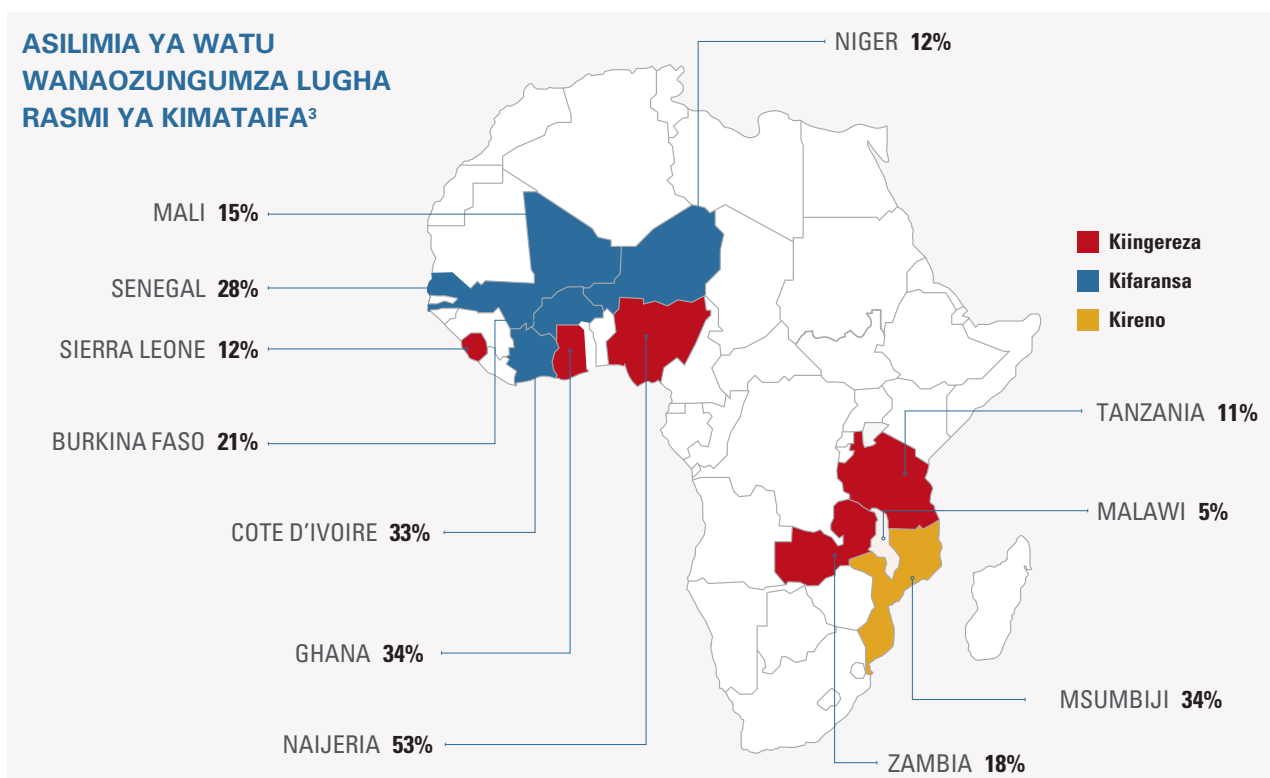 ASILIMIA YA WATU
WANAOZUNGUMZA LUGHA
RASMI YA KIMATAIFA³
NIGER 12%
MALI 15%
SENEGAL 28%
SIERRA LEONE 12%
BURKINA FASO 21%
COTE D'IVOIRE 33%
GHANA 34%
NAIJERIA 53%
Kiingereza
Kifaransa
Kireno
TANZANIA 11%
MALAWI 5%
MSUMBIJI 34%
ZAMBIA 18%